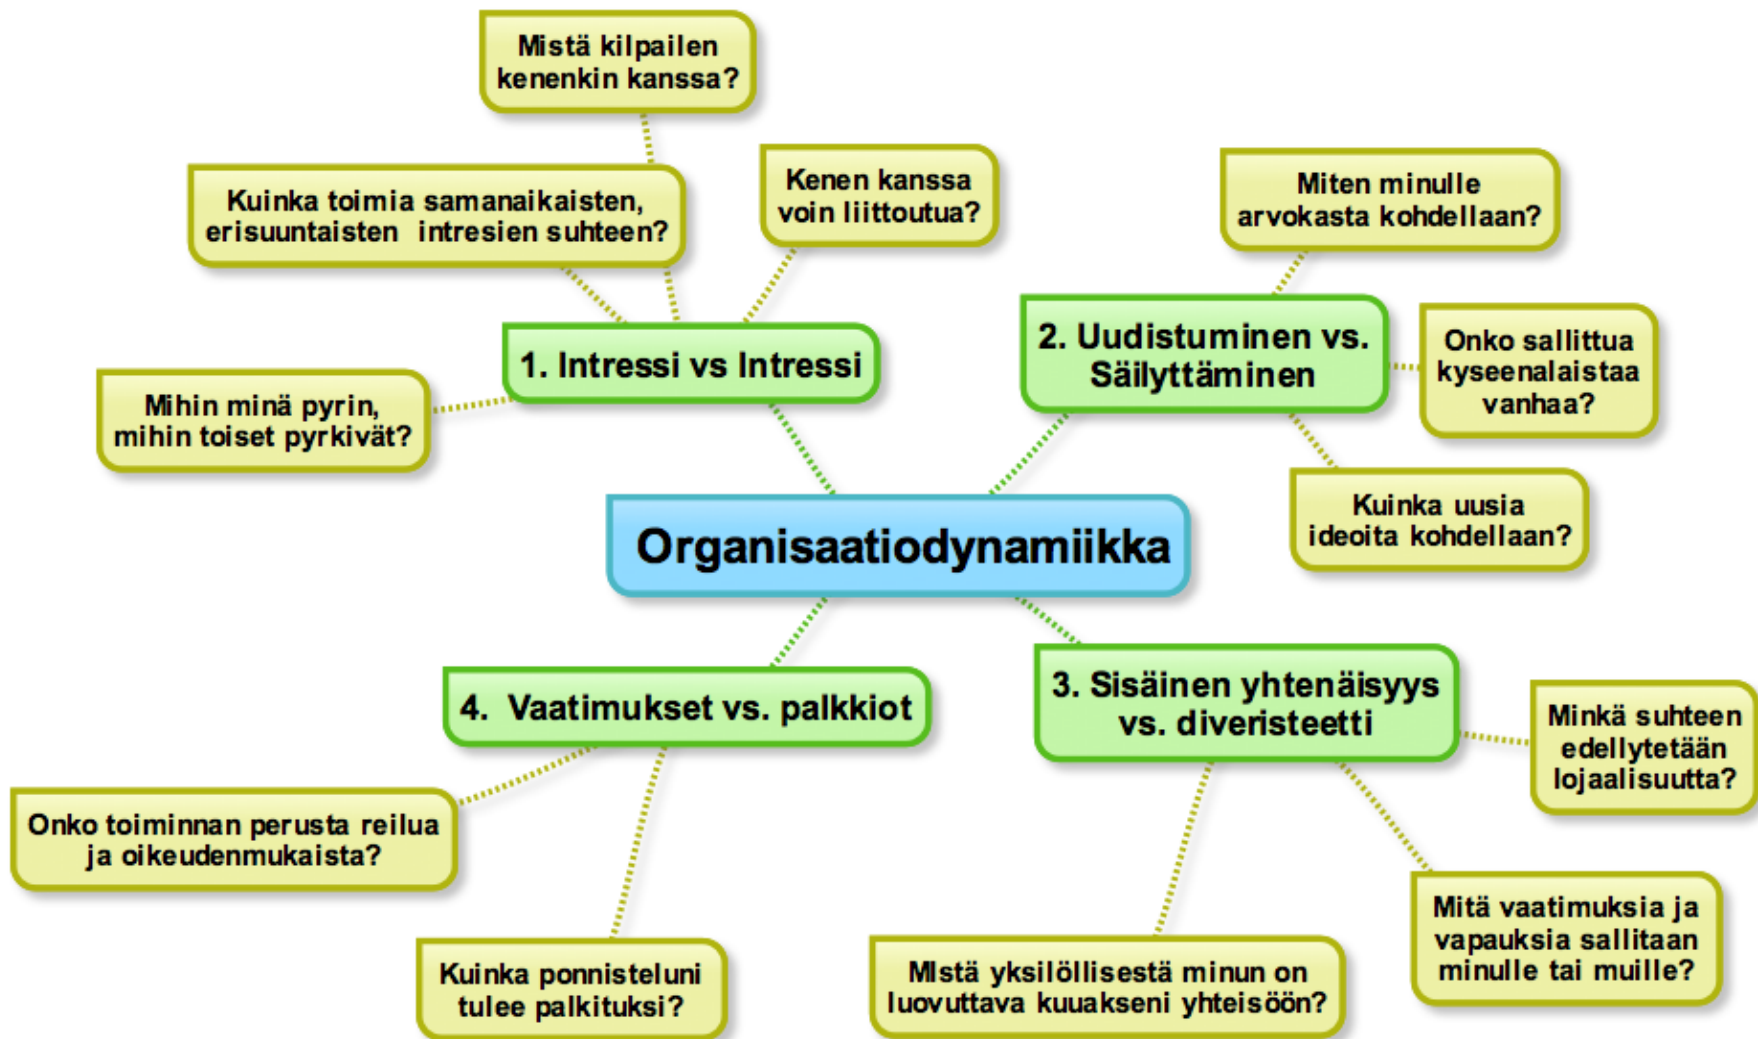 Mistä kilpailen
kenenkin kanssa?
Kuinka toimia samanaikaisten,
erisuuntaisten intresien suhteen?
Kenen kanssa
voin liittoutua?
Mihin minä pyrin,
mihin toiset pyrkivät?
1. Intressi vs Intressi
Miten minulle
arvokasta kohdellaan?
2. Uudistuminen vs.
Säilyttäminen
Onko sallittua
kyseenalaistaa
vanhaa?
Kuinka uusia
ideoita kohdellaan?
Organisaatiodynamiikka
4. Vaatimukset vs. palkkiot
Onko toiminnan perusta reilua
ja oikeudenmukaista?
Kuinka ponnisteluni
tulee palkituksi?
3. Sisäinen yhtenäisyys
vs. diveristeetti
Minkä suhteen
edellytetään
lojaalisuutta?
Mitä vaatimuksia ja
vapauksia sallitaan
minulle tai muille?
MIstä yksilöllisestä minun on
luovuttava kuuakseni yhteisöön?